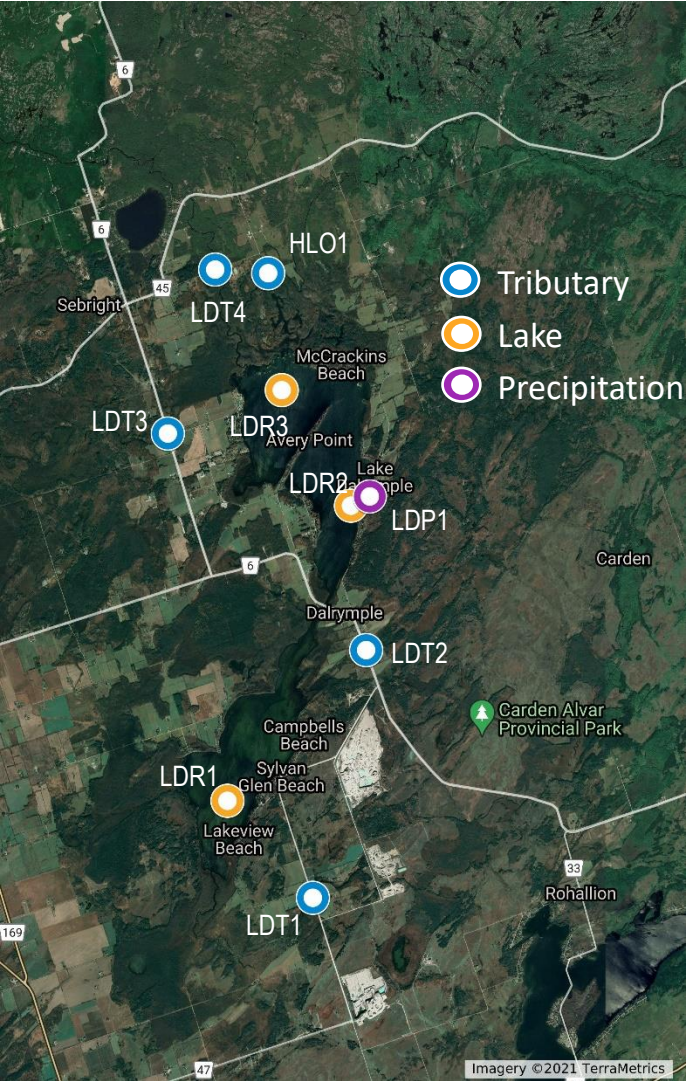 6
6
HLO1
45
LDT4
Sebright
Tributary
Lake
Precipitation
McCrackins
Beach
LDT3
LDR3
Avery Point
Lake
LDR2
LDP1
Carden
6
Dalrymple
LDT2
Carden Alvar
Provincial Park
Campbells
Beach
LDR1
Sylvan
Glen Beach
Lakeview
Beach
33
Rohallion
LDT1
169
47
Imagery ©2021 TerraMetrics